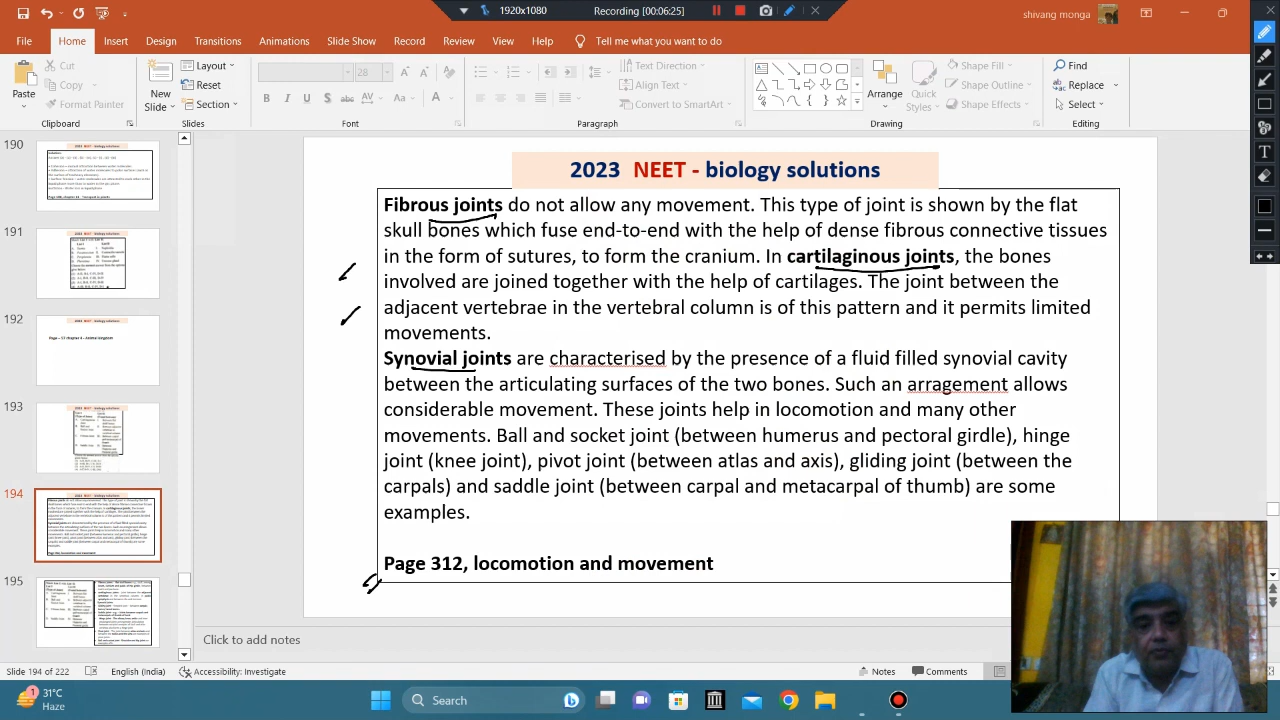 1920x1080
Recording [00:06:25]
shivang monga
File Home Insert Design Transitions Animations Slide Show Record Review View Help Tell me what you want to do
Paste
Cut
Copy
Format Painter
Clipboard
New Slide
Layout
Reset
Section
Slides
28
B I U S abc AV Aa A
Font
Text Direction
Align Text
Convert to SmartArt
Paragraph
Arrange
Quick Styles
Shape Fill
Shape Outline
Shape Effects
Drawing
Find
Replace
Select
Editing
190
191
192
193
194
195
2023 NEET - biology solutions
Fibrous joints do not allow any movement. This type of joint is shown by the flat
skull bones which fuse end-to-end with the help of dense fibrous connective tissues
in the form of sutures, to form the cranium. In cartilaginous joints, the bones
involved are joined together with the help of cartilages. The joint between the
adjacent vertebrae in the vertebral column is of this pattern and it permits limited
movements.
Synovial joints are characterised by the presence of a fluid filled synovial cavity
between the articulating surfaces of the two bones. Such an arragement allows
considerable movement. These joints help in locomotion and many other
movements. Ball and socket joint (between humerus and pectoral girdle), hinge
joint (knee joint), pivot joint (between atlas and axis), gliding joint (between the
carpals) and saddle joint (between carpal and metacarpal of thumb) are some
examples.
Page 312, locomotion and movement
Click to add notes
Slide 194 of 222 English (India) Accessibility: Investigate Notes Comments
31°C
Haze
Search